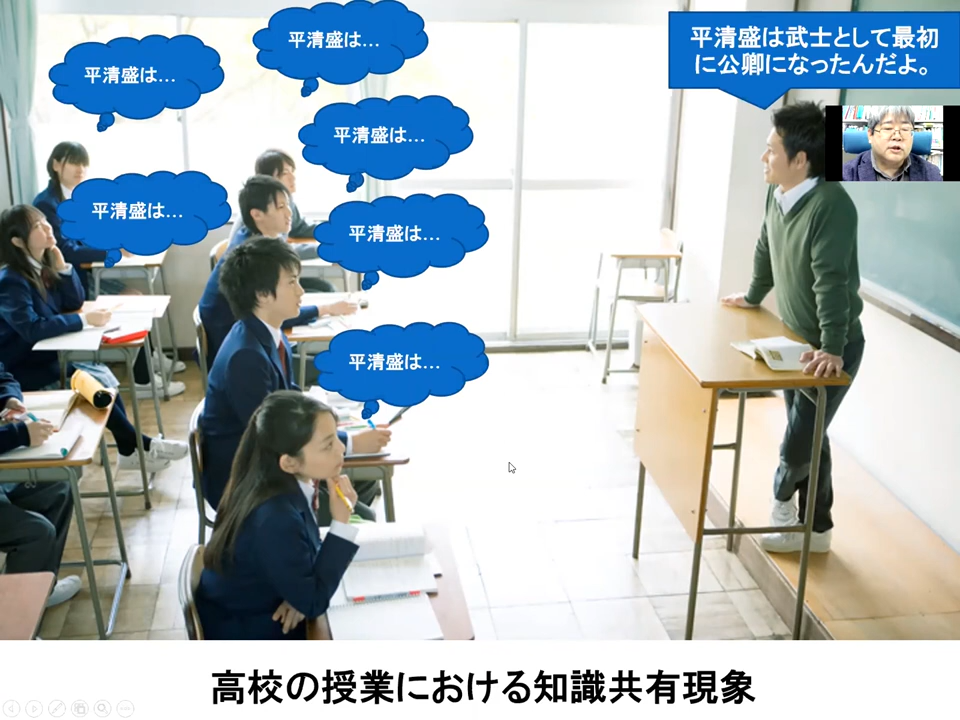 平清盛は…
平清盛は…
平清盛は武士として最初
に公卿になったんだよ。
平清盛は…
平清盛は…
平清盛は…
平清盛は…
高校の授業における知識共有現象